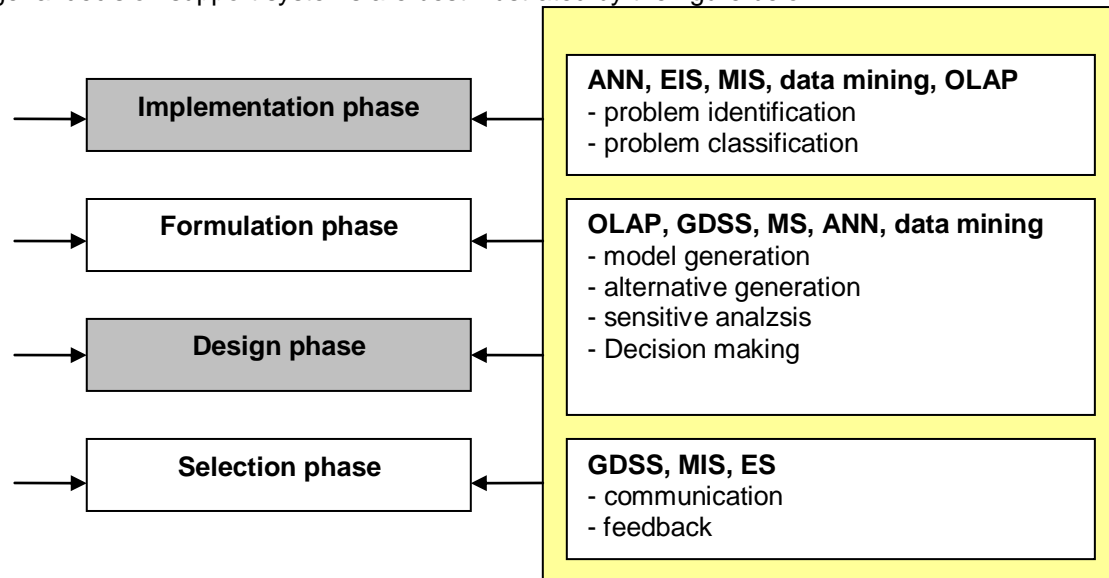 Implementation phase
Formulation phase
Design phase
Selection phase
ANN, EIS, MIS, data mining, OLAP
- problem identification
- problem classification
OLAP, GDSS, MS, ANN, data mining
- model generation
- alternative generation
- sensitive analzsis
- Decision making
GDSS, MIS, ES
- communication
- feedback